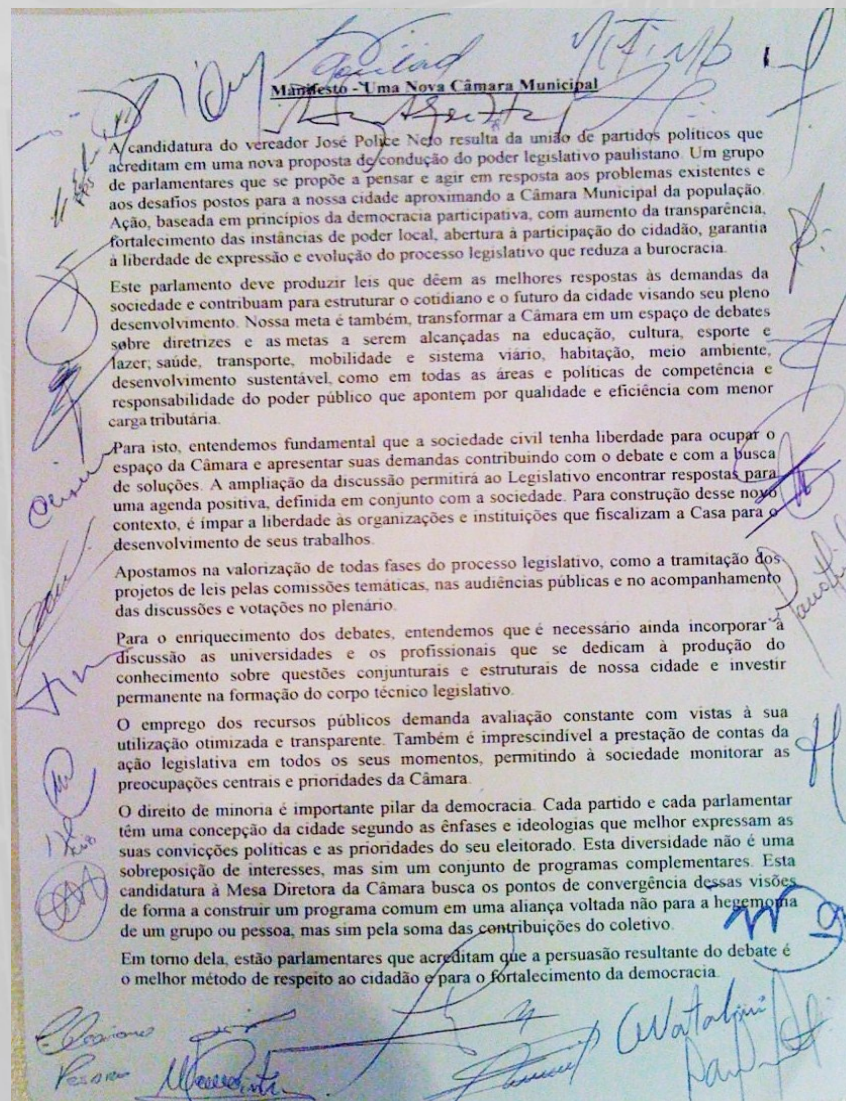 Manifesto - Uma Nova Câmara Municipal
A candidatura do vereador José Police Neto resulta da união de partidos políticos que
acreditam em uma nova proposta de condução do poder legislativo paulistano. Um grupo
de parlamentares que se propõe a pensar e agir em resposta aos problemas existentes e
aos desafios postos para a nossa cidade aproximando a Câmara Municipal da população.
Ação, baseada em princípios da democracia participativa, com aumento da transparência,
fortalecimento das instâncias de poder local, abertura à participação do cidadão, garantia
à liberdade de expressão e evolução do processo legislativo que reduza a burocracia.
Este parlamento deve produzir leis que dêem as melhores respostas às demandas da
sociedade e contribuam para estruturar o cotidiano e o futuro da cidade visando seu pleno
desenvolvimento. Nossa meta é também, transformar a Câmara em um espaço de debates
sobre diretrizes e as metas a serem alcançadas na educação, cultura, esporte e
lazer, saúde, transporte, mobilidade e sistema viário, habitação, meio ambiente,
desenvolvimento sustentável, como em todas as áreas e políticas de competência e
responsabilidade do poder público que apontem por qualidade e eficiência com menor
carga tributária.
Para isto, entendemos fundamental que a sociedade civil tenha liberdade para ocupar o
espaço da Câmara e apresentar suas demandas contribuindo com o debate e com a busca
de soluções. A ampliação da discussão permitirá ao Legislativo encontrar respostas para
uma agenda positiva, definida em conjunto com a sociedade. Para construção desse novo
contexto, é ímpar a liberdade às organizações e instituições que fiscalizam a Casa para o
desenvolvimento de seus trabalhos.
Apostamos na valorização de todas fases do processo legislativo, como a tramitação dos
projetos de leis pelas comissões temáticas, nas audiências públicas e no acompanhamento
das discussões e votações no plenário.
Para o enriquecimento dos debates, entendemos que é necessário ainda incorporar à
discussão as universidades e os profissionais que se dedicam à produção do
conhecimento sobre questões conjunturais e estruturais de nossa cidade e investir
permanente na formação do corpo técnico legislativo.
O emprego dos recursos públicos demanda avaliação constante com vistas à sua
utilização otimizada e transparente. Também é imprescindível a prestação de contas da
ação legislativa em todos os seus momentos, permitindo à sociedade monitorar as
preocupações centrais e prioridades da Câmara.
O direito de minoria é importante pilar da democracia. Cada partido e cada parlamentar
têm uma concepção da cidade segundo as ênfases e ideologias que melhor expressam as
suas convicções políticas e as prioridades do seu eleitorado. Esta diversidade não é uma
sobreposição de interesses, mas sim um conjunto de programas complementares. Esta
candidatura à Mesa Diretora da Câmara busca os pontos de convergência dessas visões
de forma a construir um programa comum em uma aliança voltada não para a hegemonia
de um grupo ou pessoa, mas sim pela soma das contribuições do coletivo.
Em torno dela, estão parlamentares que acreditam que a persuasão resultante do debate é
o melhor método de respeito ao cidadão e para o fortalecimento da democracia.